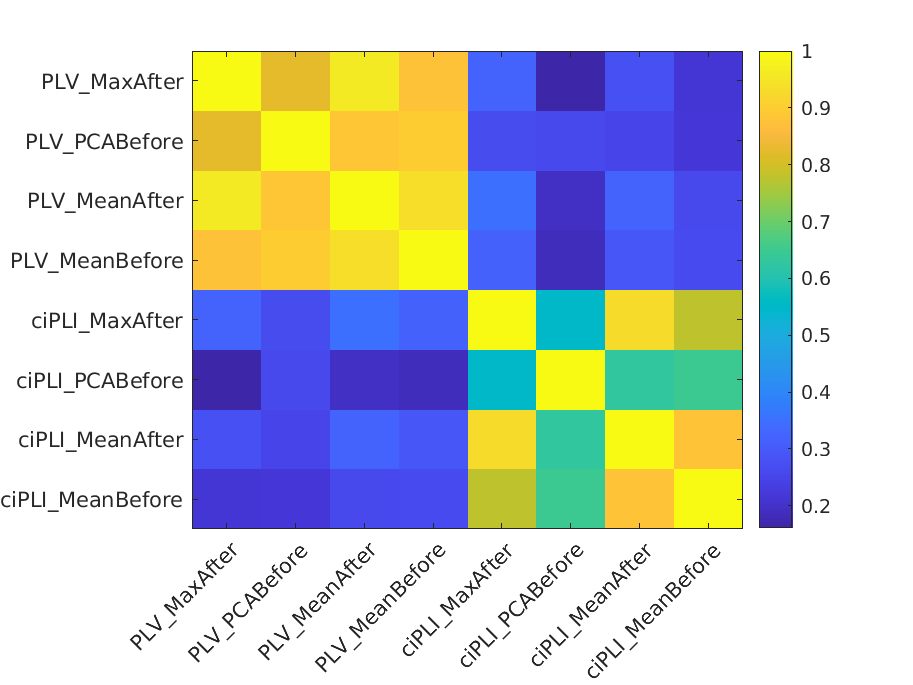 PLV_MaxAfter
PLV_PCABefore
PLV_MeanAfter
PLV_MeanBefore
ciPLI_MaxAfter
ciPLI_PCABefore
ciPLI_MeanAfter
ciPLI_MeanBefore
PLV_MaxAfter
PLV_PCABefore
PLV_MeanAfter
PLV_MeanBefore
ciPLI_MaxAfter
ciPLI_PCABefore
ciPLI_MeanAfter
ciPLI_MeanBefore
1
0.9
0.8
0.7
0.6
0.5
0.4
0.3
0.2